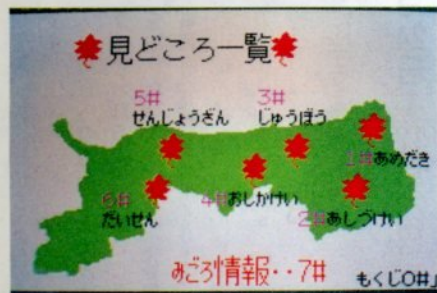 見どころ一覧
5#
せんじょうざん
3#
じゅうぼう
1#あめだき
6#
だいせん
4#おしかけい
2#あしづけい
みごろ情報・・7#
もくじ0#」